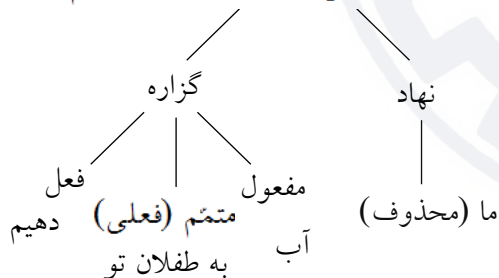 نهاد
گزاره
ما (محذوف)
مفعول
آب
متمّم (فعلی)
به طفلان تو
فعل
دهیم